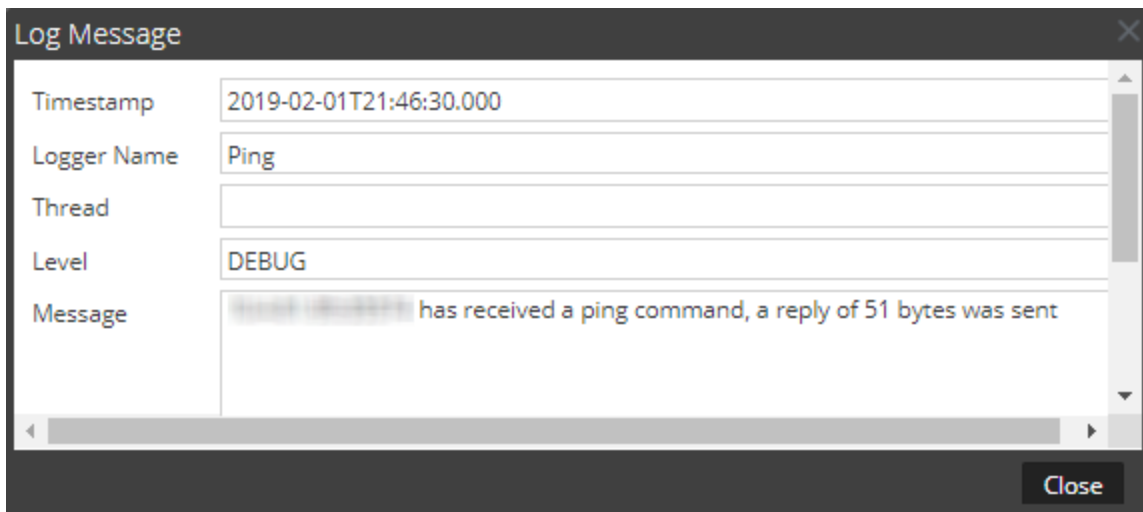 Log Message
Timestamp 2019-02-01T21:46:30.000
Logger Name Ping
Thread
Level DEBUG
Message has received a ping command, a reply of 51 bytes was sent
Close